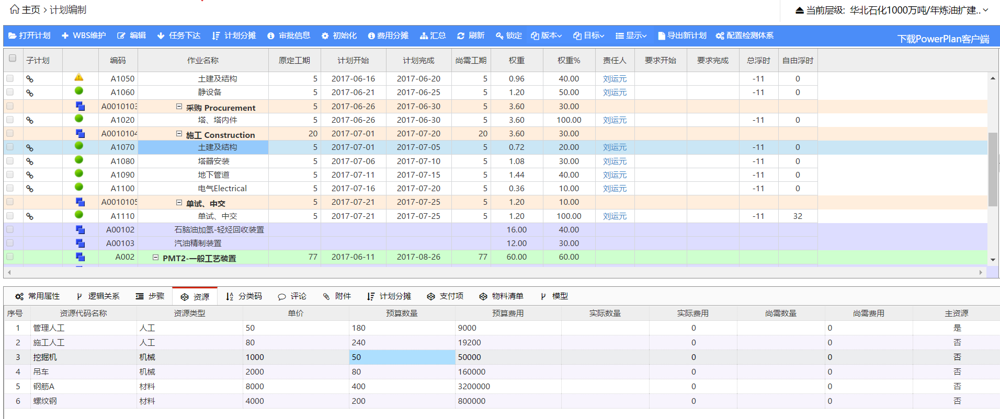 主页 > 计划编制
当前层级: 华北石化1000万吨/年炼油扩建..
打开计划 WBS维护 编辑 任务下达 计划分摊 审批信息 初始化 费用分摊 汇总 刷新 锁定 版本 目标 显示 导出新计划 配置检测体系 下载PowerPlan客户端
子计划 编码 作业名称 原定工期 计划开始 计划完成 尚需工期 权重 权重% 责任人 要求开始 要求完成 总浮时 自由浮时
A1050 土建及结构 5 2017-06-16 2017-06-20 5 0.96 40.00 刘运元 -11 0
A1060 静设备 5 2017-06-21 2017-06-25 5 1.20 50.00 刘运元 -11 0
A0010103 采购 Procurement 5 2017-06-26 2017-06-30 5 3.60 30.00
A1020 塔、塔内件 5 2017-06-26 2017-06-30 5 3.60 100.00 刘运元 -11 0
A0010104 施工 Construction 20 2017-07-01 2017-07-20 20 3.60 30.00
A1070 土建及结构 5 2017-07-01 2017-07-05 5 0.72 20.00 刘运元 -11 0
A1080 塔器安装 5 2017-07-06 2017-07-10 5 1.08 30.00 刘运元 -11 0
A1090 地下管道 5 2017-07-11 2017-07-15 5 1.44 40.00 刘运元 -11 0
A1100 电气Electrical 5 2017-07-16 2017-07-20 5 0.36 10.00 刘运元 -11 0
A0010105 单试、中交 5 2017-07-21 2017-07-25 5 1.20 10.00
A1110 单试、中交 5 2017-07-21 2017-07-25 5 1.20 100.00 刘运元 -11 32
A00102 石脑油加氢-轻烃回收装置 16.00 40.00
A00103 汽油精制装置 12.00 30.00
A002 PMT2-一般工艺装置 77 2017-06-11 2017-08-26 77 60.00 60.00
常用属性 逻辑关系 步骤 资源 分类码 评论 附件 计划分摊 支付项 物料清单 模型
序号 资源代码名称 资源类型 单价 预算数量 预算费用 实际数量 实际费用 尚需数量 尚需费用 主资源
1 管理人工 人工 50 180 9000 0 0 是
2 施工人工 人工 80 240 19200 0 0 否
3 挖掘机 机械 1000 50 50000 0 0 否
4 吊车 机械 2000 80 160000 0 0 否
5 钢筋A 材料 8000 400 3200000 0 0 否
6 螺纹钢 材料 4000 200 800000 0 0 否